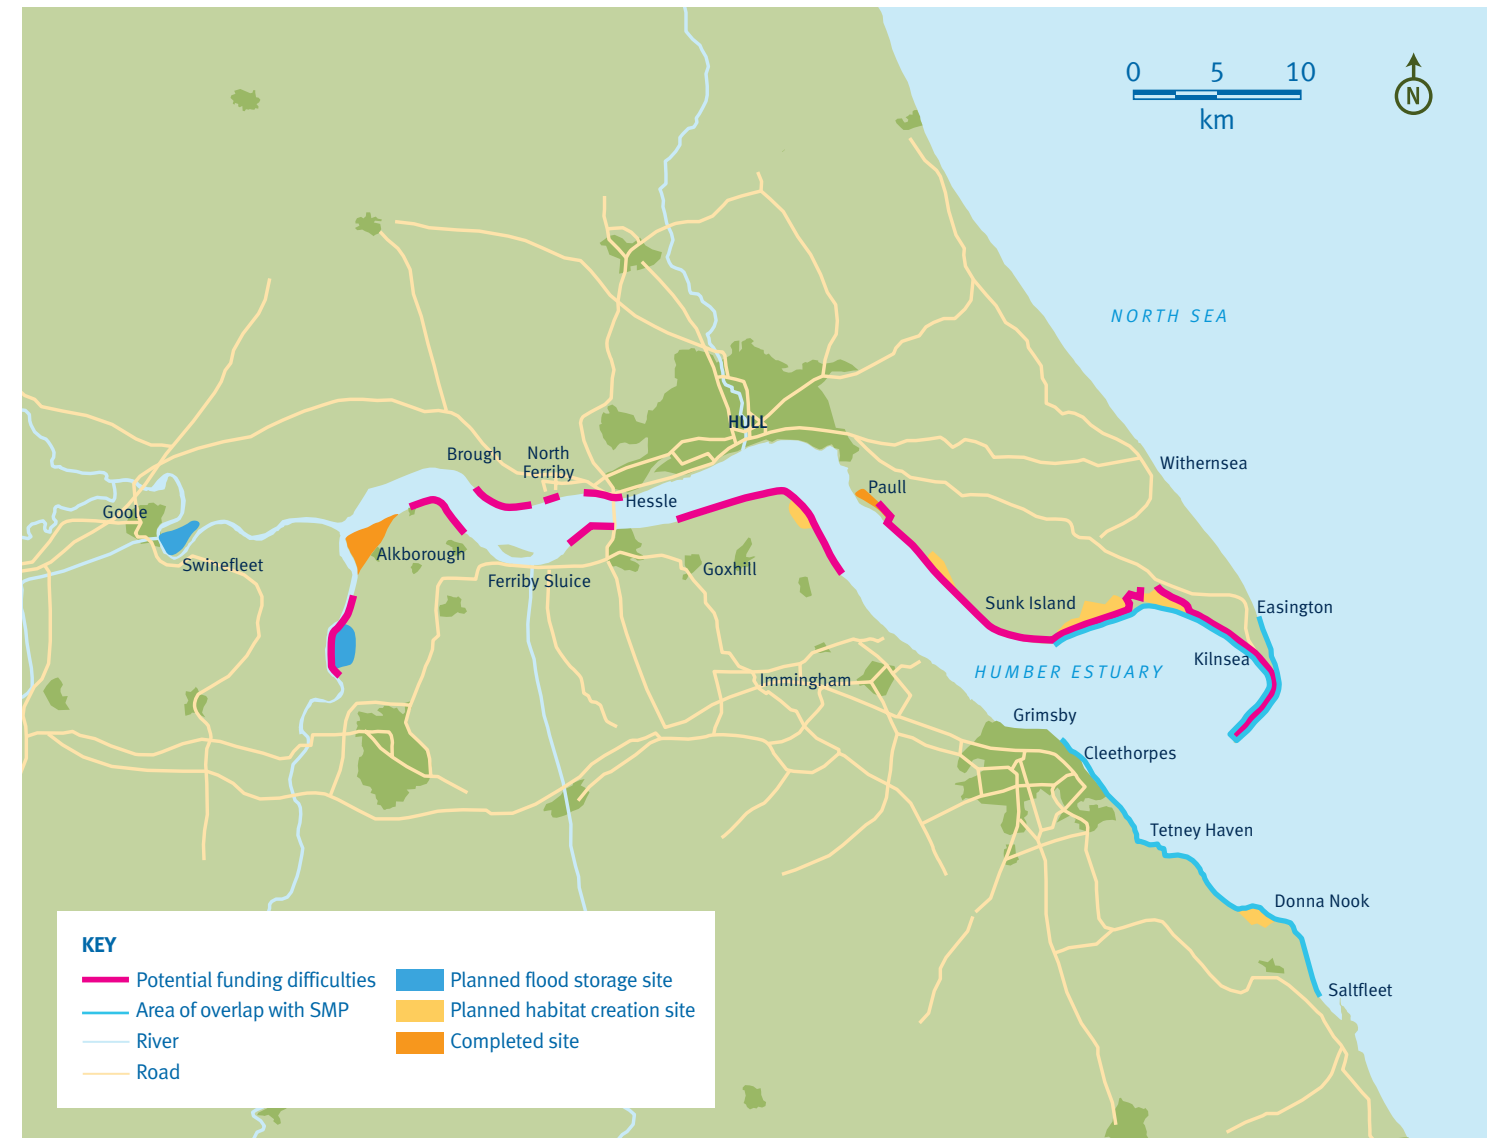 0 5 10
km
N
NORTH SEA
HULL
Brough
North
Ferriby
Withernsea
Paull
Hessle
Goole
Alkborough
Swinefleet
Goxhill
Ferriby Sluice
Sunk Island
Easington
Kilnsea
HUMBER ESTUARY
Immingham
Grimsby
Cleethorpes
Tetney Haven
Donna Nook
Saltfleet
KEY
Potential funding difficulties
Area of overlap with SMP
River
Road
Planned flood storage site
Planned habitat creation site
Completed site